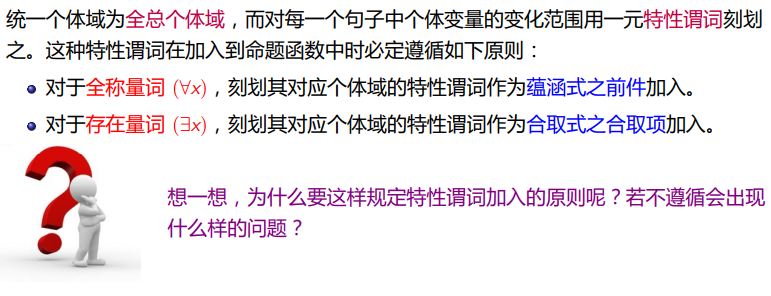 统一个体域为全总个体域，而对每一个句子中个体变量的变化范围用一元特性谓词刻划
之。这种特性谓词在加入到命题函数中时必定遵循如下原则：
对于全称量词 (∀x)，刻划其对应个体域的特性谓词作为蕴涵式之前件加入。
对于存在量词 (∃x)，刻划其对应个体域的特性谓词作为合取式之合取项加入。
想一想，为什么要这样规定特性谓词加入的原则呢？若不遵循会出现
什么样的问题？